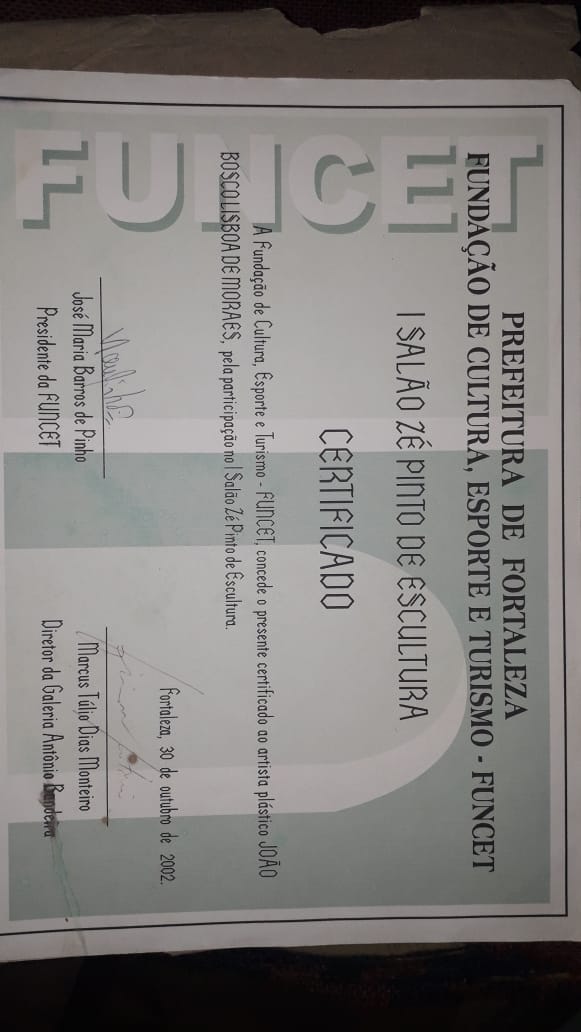 FUNCET
PREFEITURA DE FORTALEZA
FUNDAÇÃO DE CULTURA, ESPORTE E TURISMO - FUNCET
I SALÃO ZÉ PINTO DE ESCULTURA
CERTIFICADO
A Fundação de Cultura, Esporte e Turismo - FUNCET, concede o presente certificado ao artista plástico JOÃO
BOSCO LISBOA DE MORAES, pela participação no I Salão Zé Pinto de Escultura.
Fortaleza, 30 de outubro de 2002.
José Maria Barros de Pinho
Presidente da FUNCET
Marcus Túlio Dias Monteiro
Diretor da Galeria Antônio Bandeira